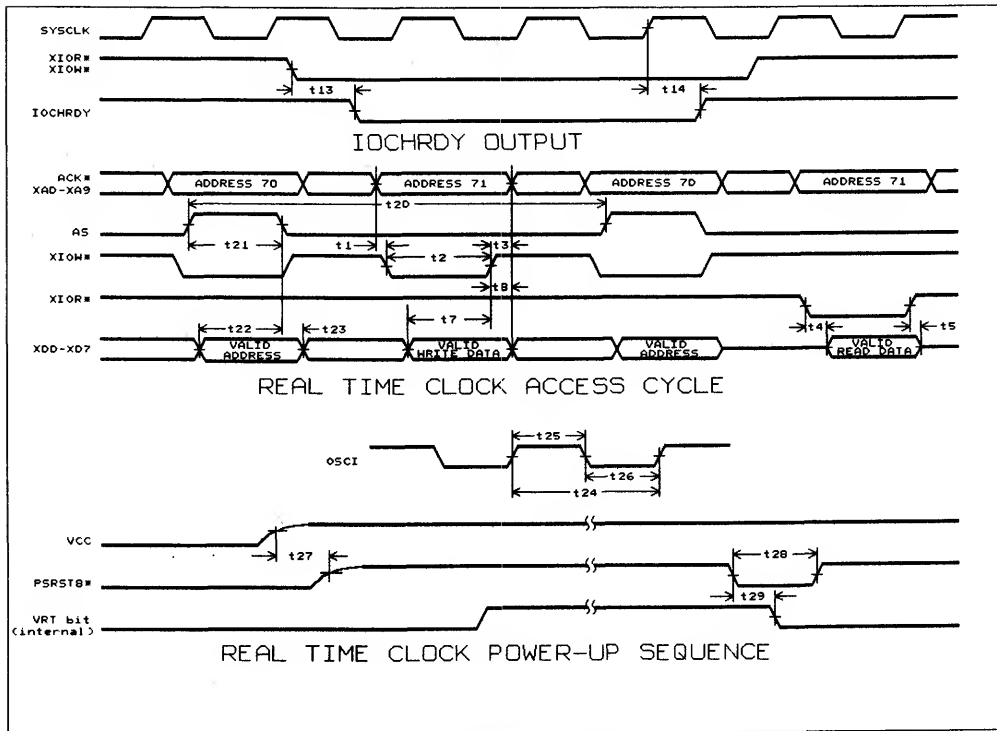 SYSCLK
XIOR*
XIOW*
t13
t14
IOCHRDY
IOCHRDY OUTPUT
ACK*
XA0-XA9
ADDRESS 70
ADDRESS 71
ADDRESS 70
ADDRESS 71
t20
AS
t21
t1
t3
t2
XIOW*
t8
XIOR*
t22
t23
t7
t4
t5
XD0-XD7
VALID ADDRESS
VALID WRITE DATA
VALID ADDRESS
VALID READ DATA
REAL TIME CLOCK ACCESS CYCLE
t25
OSCI
t26
t24
VCC
t27
t28
PSRSTB*
t29
VRT bit
(internal)
REAL TIME CLOCK POWER-UP SEQUENCE